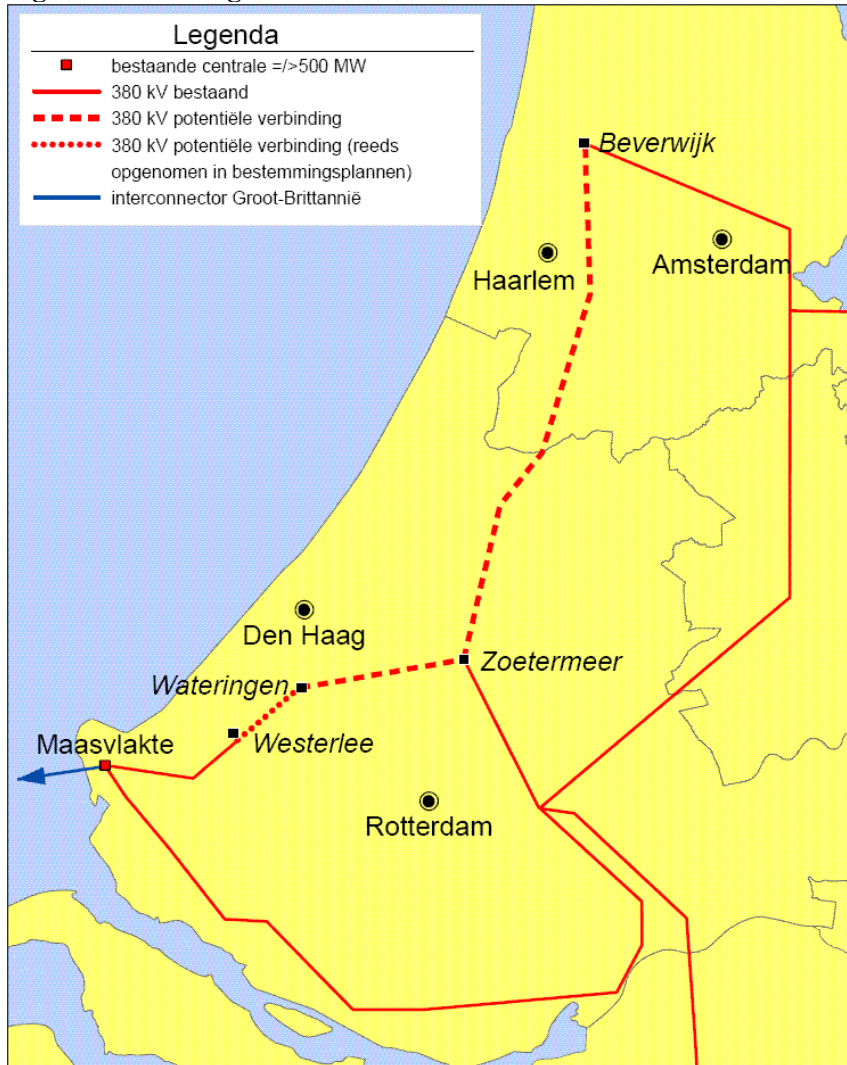 Legenda
bestaande centrale =/>500 MW
380 kV bestaand
380 kV potentiële verbinding
380 kV potentiële verbinding (reeds
opgenomen in bestemmingsplannen)
interconnector Groot-Brittannië
Beverwijk
Haarlem
Amsterdam
Den Haag
Zoetermeer
Wateringen
Westerlee
Maasvlakte
Rotterdam